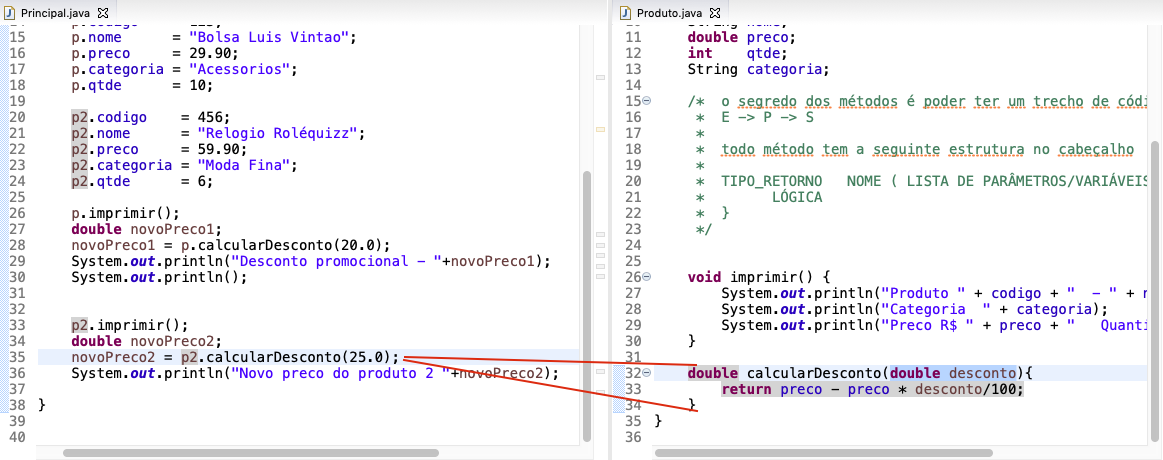 Principal.java
15 p.nome = "Bolsa Luis Vintao";
16 p.preco = 29.90;
17 p.categoria = "Acessorios";
18 p.qtde = 10;
19
20 p2.codigo = 456;
21 p2.nome = "Relogio Roléquizz";
22 p2.preco = 59.90;
23 p2.categoria = "Moda Fina";
24 p2.qtde = 6;
25
26 p.imprimir();
27 double novoPreco1;
28 novoPreco1 = p.calcularDesconto(20.0);
29 System.out.println("Desconto promocional - "+novoPreco1);
30 System.out.println();
31
32
33 p2.imprimir();
34 double novoPreco2;
35 novoPreco2 = p2.calcularDesconto(25.0);
36 System.out.println("Novo preco do produto 2 "+novoPreco2);
37
38 }
39
40
Produto.java
11 double preco;
12 int qtde;
13 String categoria;
14
15 /* o segredo dos métodos é poder ter um trecho de códi
16 * E -> P -> S
17 *
18 * todo método tem a seguinte estrutura no cabeçalho
19 *
20 * TIPO_RETORNO NOME ( LISTA DE PARÂMETROS/VARIÁVEIS
21 * LÓGICA
22 * }
23 */
24
25
26 void imprimir() {
27 System.out.println("Produto " + codigo + " - " + n
28 System.out.println("Categoria " + categoria);
29 System.out.println("Preco R$ " + preco + " Quanti
30 }
31
32 double calcularDesconto(double desconto){
33 return preco - preco * desconto/100;
34 }
35 }
36